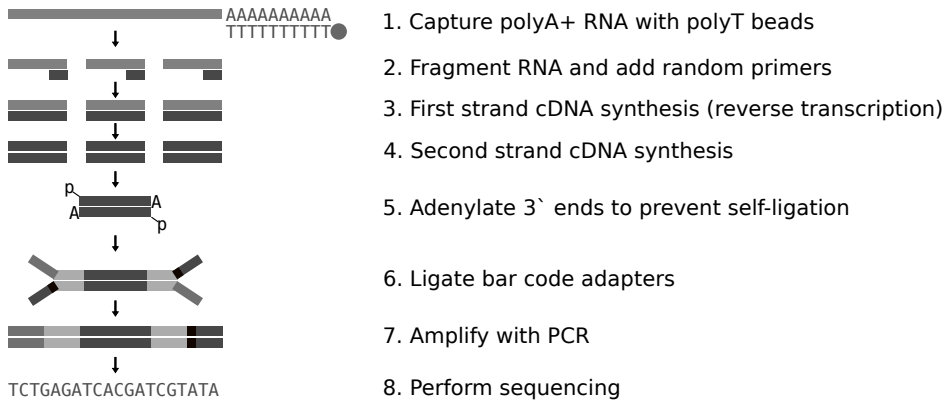 AAAAAAAAAA
TTTTTTTTTT
1. Capture polyA+ RNA with polyT beads
2. Fragment RNA and add random primers
3. First strand cDNA synthesis (reverse transcription)
4. Second strand cDNA synthesis
p
A
A
p
5. Adenylate 3` ends to prevent self-ligation
6. Ligate bar code adapters
7. Amplify with PCR
TCTGAGATCACGATCGTATA
8. Perform sequencing